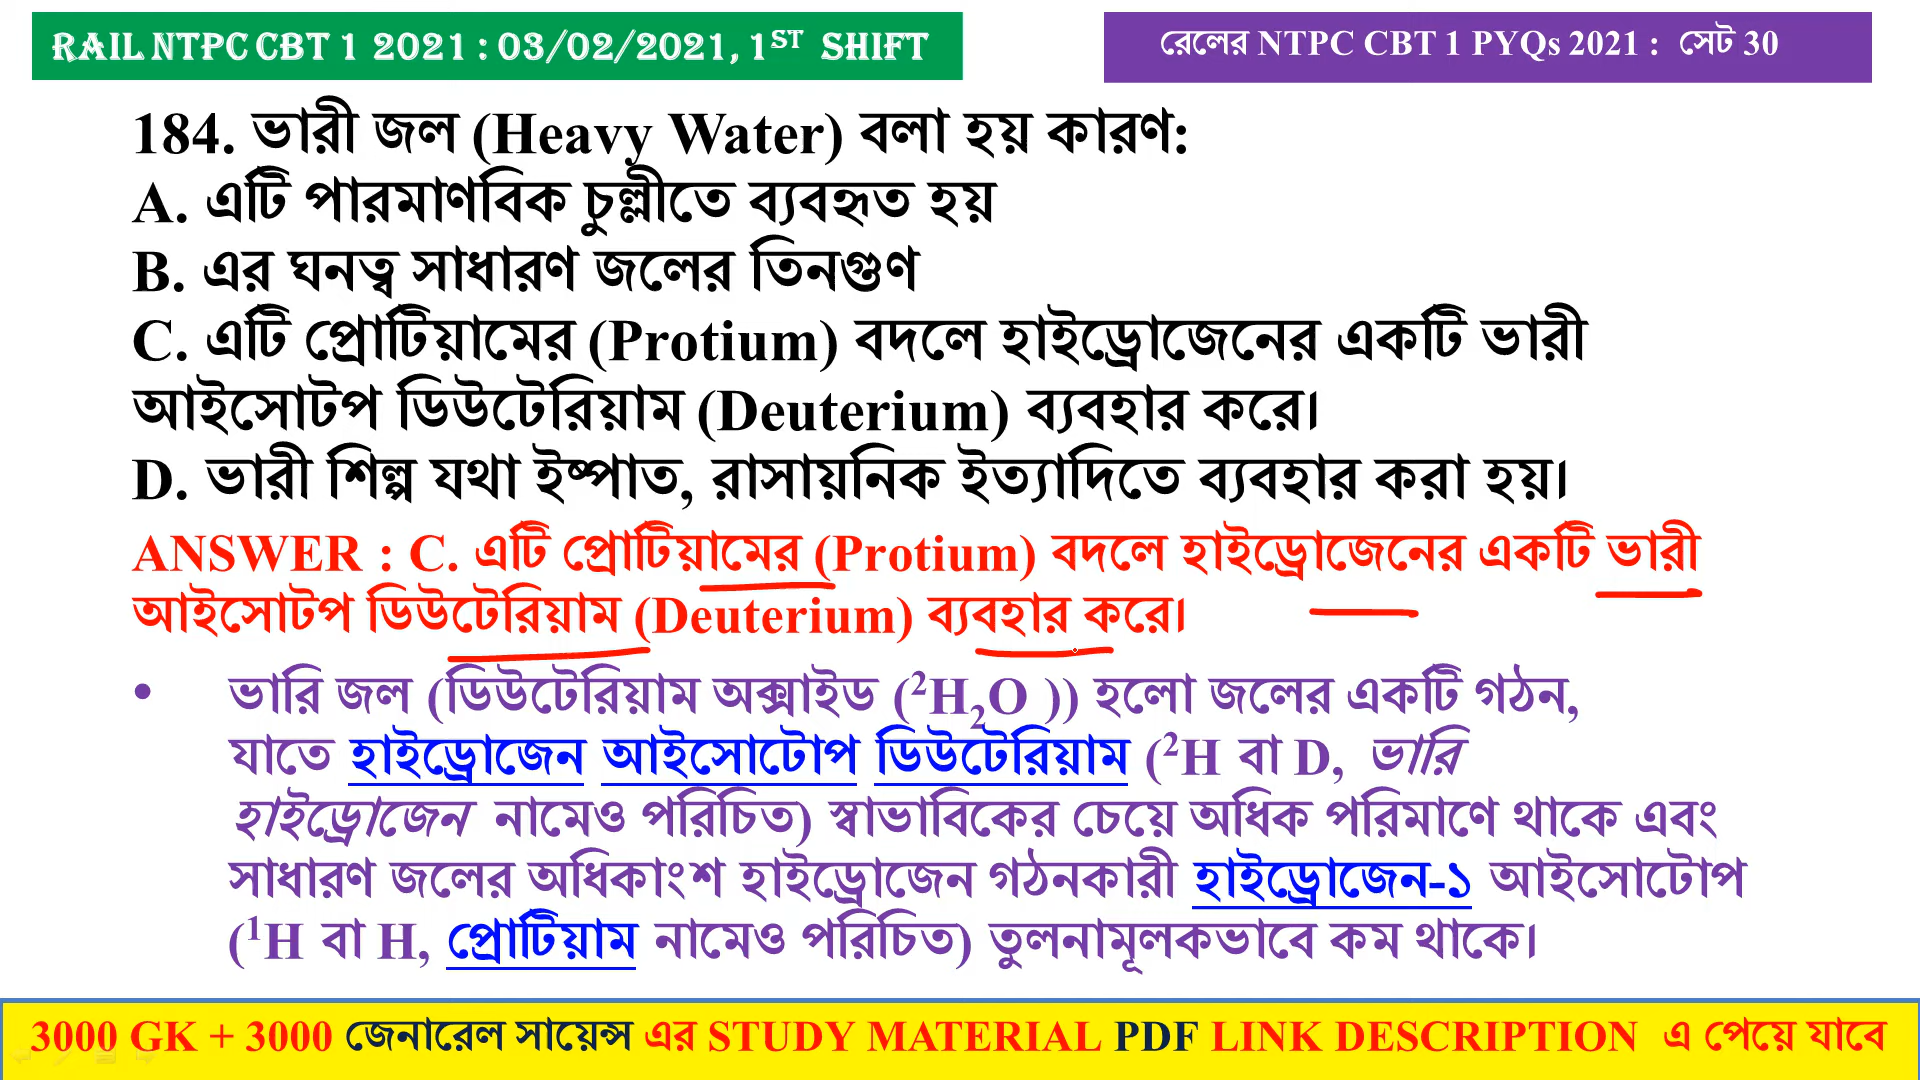 RAIL NTPC CBT 1 2021 : 03/02/2021, 1ST SHIFT
রেলের NTPC CBT 1 PYQs 2021 : সেট 30
184. ভারী জল (Heavy Water) বলা হয় কারণ:
A. এটি পারমাণবিক চুল্লীতে ব্যবহৃত হয়
B. এর ঘনত্ব সাধারণ জলের তিনগুণ
C. এটি প্রোটিয়ামের (Protium) বদলে হাইড্রোজেনের একটি ভারী
আইসোটপ ডিউটেরিয়াম (Deuterium) ব্যবহার করে।
D. ভারী শিল্প যথা ইষ্পাত, রাসায়নিক ইত্যাদিতে ব্যবহার করা হয়।
ANSWER : C. এটি প্রোটিয়ামের (Protium) বদলে হাইড্রোজেনের একটি ভারী
আইসোটপ ডিউটেরিয়াম (Deuterium) ব্যবহার করে।
• ভারি জল (ডিউটেরিয়াম অক্সাইড (²H₂O )) হলো জলের একটি গঠন,
যাতে হাইড্রোজেন আইসোটোপ ডিউটেরিয়াম (²H বা D, ভারি
হাইড্রোজেন নামেও পরিচিত) স্বাভাবিকের চেয়ে অধিক পরিমাণে থাকে এবং
সাধারণ জলের অধিকাংশ হাইড্রোজেন গঠনকারী হাইড্রোজেন-১ আইসোটোপ
(¹H বা H, প্রোটিয়াম নামেও পরিচিত) তুলনামূলকভাবে কম থাকে।
3000 GK + 3000 জেনারেল সায়েন্স এর STUDY MATERIAL PDF LINK DESCRIPTION এ পেয়ে যাবে